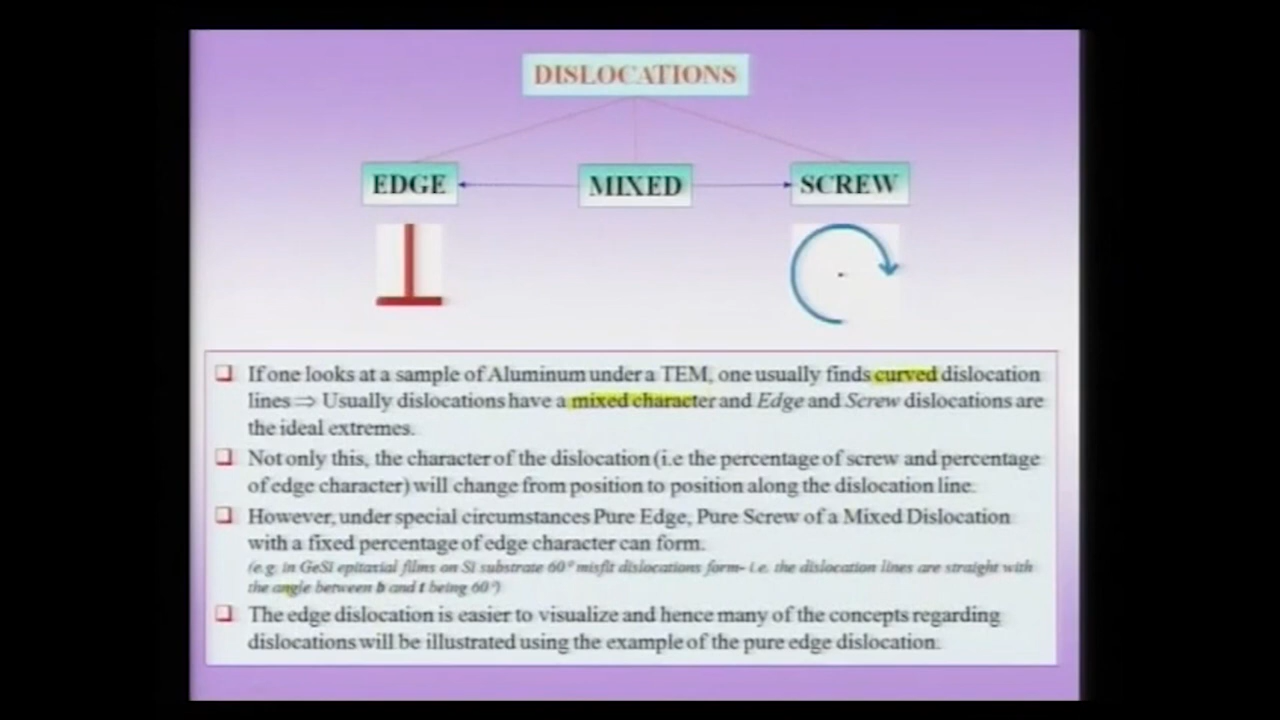 DISLOCATIONS
EDGE MIXED SCREW
If one looks at a sample of Aluminum under a TEM, one usually finds curved dislocation
lines ⇒ Usually dislocations have a mixed character and Edge and Screw dislocations are
the ideal extremes.
Not only this, the character of the dislocation (i.e the percentage of screw and percentage
of edge character) will change from position to position along the dislocation line.
However, under special circumstances Pure Edge, Pure Screw of a Mixed Dislocation
with a fixed percentage of edge character can form.
(e.g. in GeSi epitaxial films on Si substrate 60° misfit dislocations form- i.e. the dislocation lines are straight with
the angle between b and t being 60°)
The edge dislocation is easier to visualize and hence many of the concepts regarding
dislocations will be illustrated using the example of the pure edge dislocation.